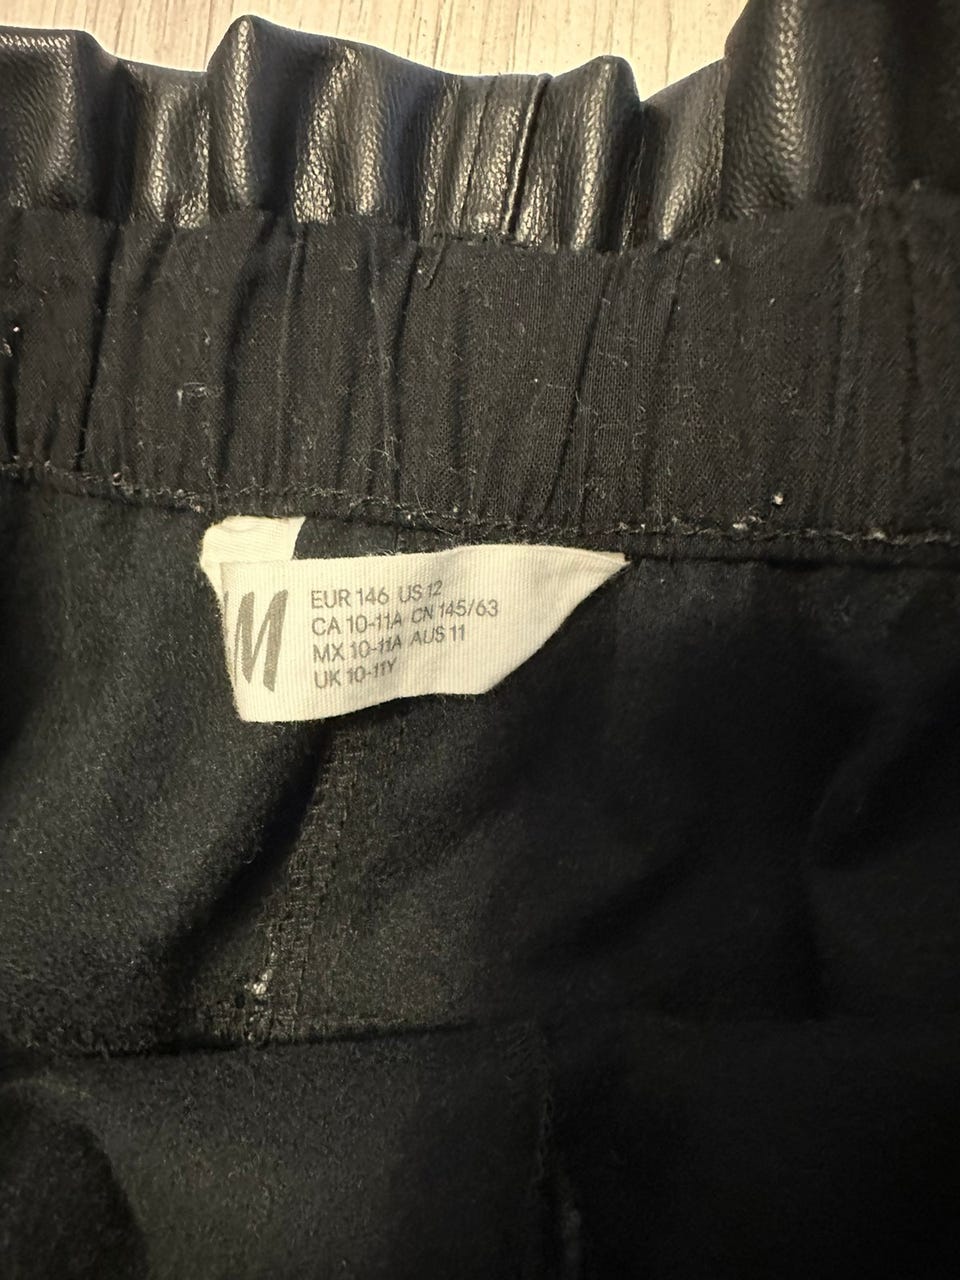 M
EUR 146 US 12
CA 10-11A CN 145/63
MX 10-11A AUS 11
UK 10-11Y